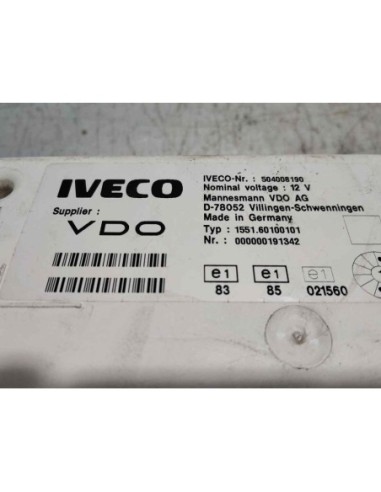 IVECO
Supplier :
VDO
IVECO-Nr. : 504008190
Nominal voltage : 12 V
Mannesmann VDO AG
D-78052 Villingen-Schwenningen
Made in Germany
Typ : 1551.60100101
Nr. : 000000191342
e1 e1 e1
83 85 021560